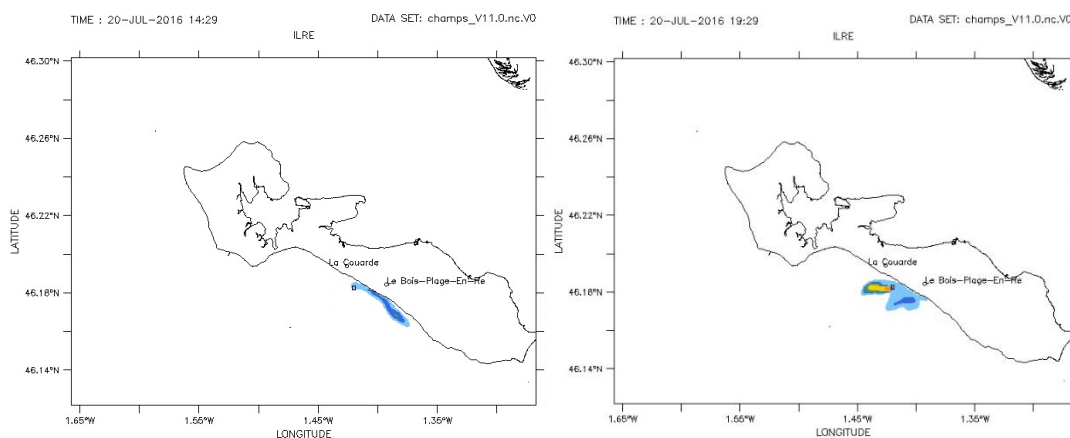 TIME : 20-JUL-2016 14:29
DATA SET: champs_V11.0.nc.V0
ILRE
46.30°N
46.26°N
46.22°N
46.18°N
46.14°N
LATITUDE
La Couarde
Le Bois-Plage-En-Re
1.65°W
1.55°W
1.45°W
1.35°W
LONGITUDE
TIME : 20-JUL-2016 19:29
DATA SET: champs_V11.0.nc.V0
ILRE
46.30°N
46.26°N
46.22°N
46.18°N
46.14°N
LATITUDE
La Couarde
Le Bois-Plage-En-Re
1.65°W
1.55°W
1.45°W
1.35°W
LONGITUDE